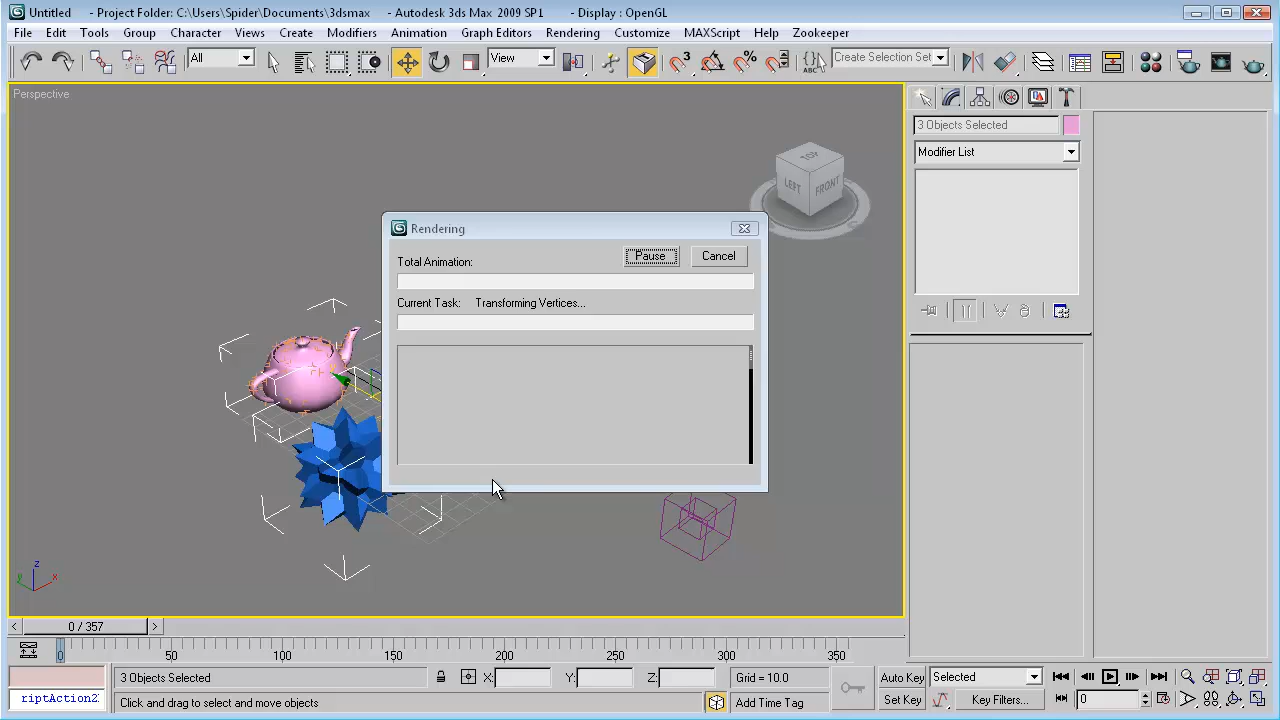 Untitled - Project Folder: C:\Users\Spider\Documents\3dsmax - Autodesk 3ds Max 2009 SP1 - Display : OpenGL
File Edit Tools Group Character Views Create Modifiers Animation Graph Editors Rendering Customize MAXScript Help Zookeeper
All View 3 % ABC Create Selection Set
Perspective
3 Objects Selected
Modifier List
TOP
LEFT FRONT
Rendering
Pause Cancel
Total Animation:
Current Task: Transforming Vertices...
z
y x
< 0 / 357 >
0 50 100 150 200 250 300 350
3 Objects Selected X: Y: Z: Grid = 10.0 Auto Key Selected
riptAction2 Click and drag to select and move objects Add Time Tag Set Key Key Filters... 0